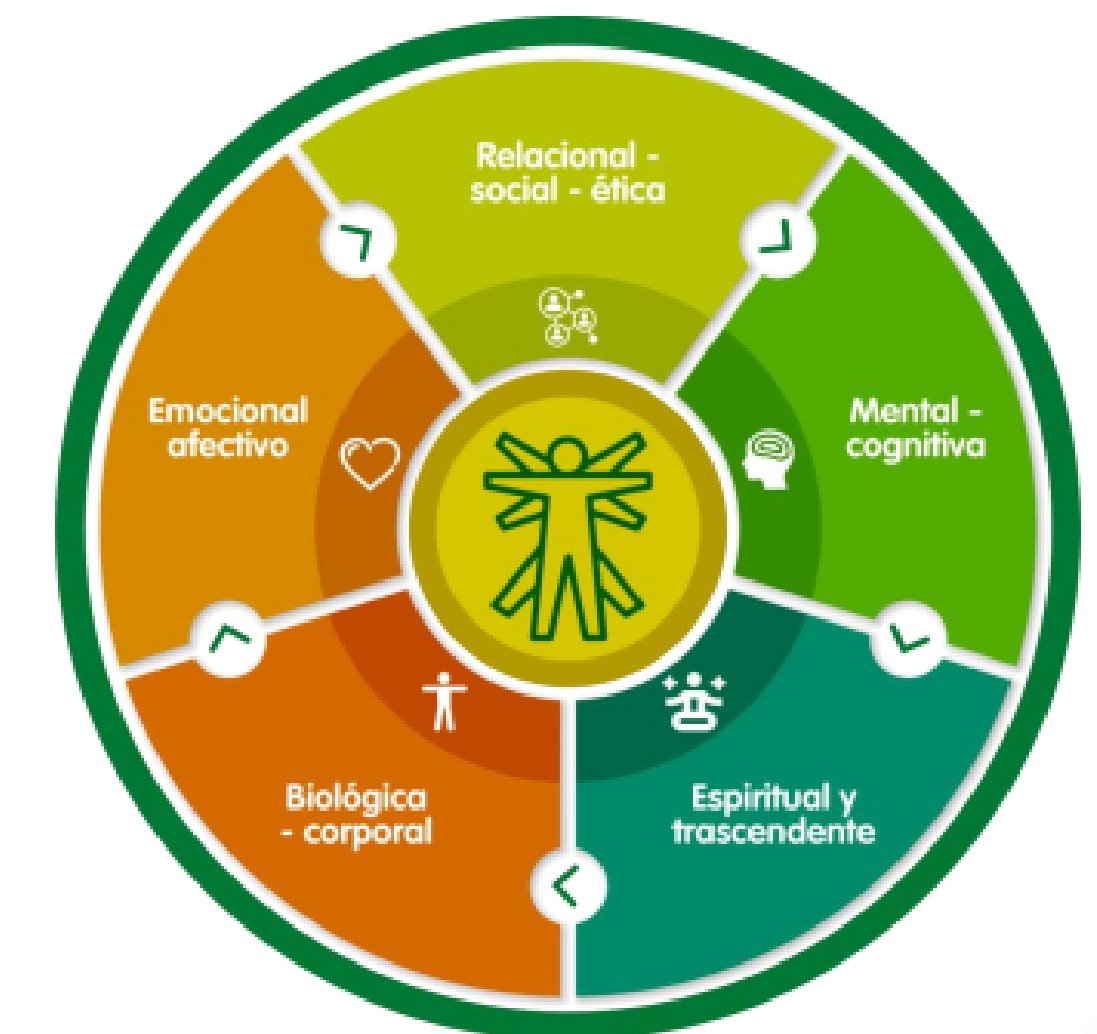 Relacional -
social - ética
Emocional
afectivo
Mental -
cognitiva
Biológica
- corporal
Espiritual y
trascendente